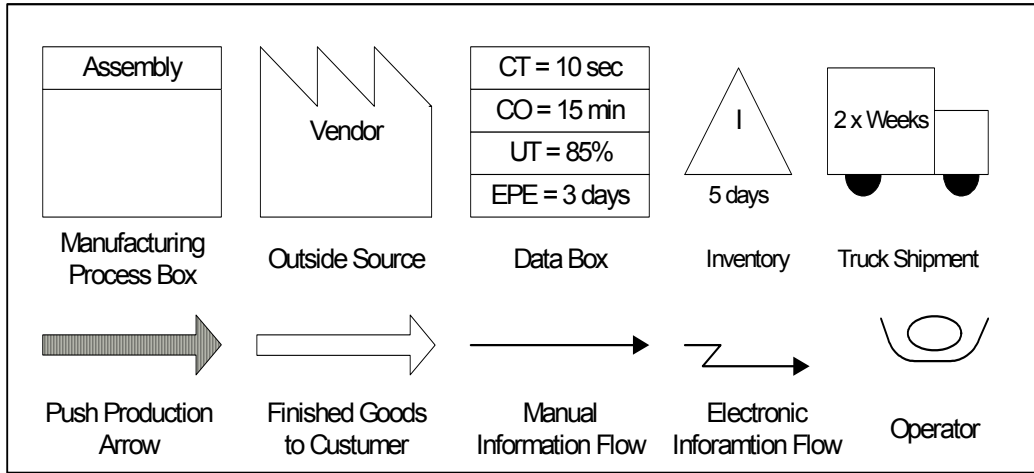 Assembly
Vendor
CT = 10 sec
CO = 15 min
UT = 85%
EPE = 3 days
I
5 days
2 x Weeks
Manufacturing
Process Box
Outside Source
Data Box
Inventory
Truck Shipment
Push Production
Arrow
Finished Goods
to Custumer
Manual
Information Flow
Electronic
Inforamtion Flow
Operator